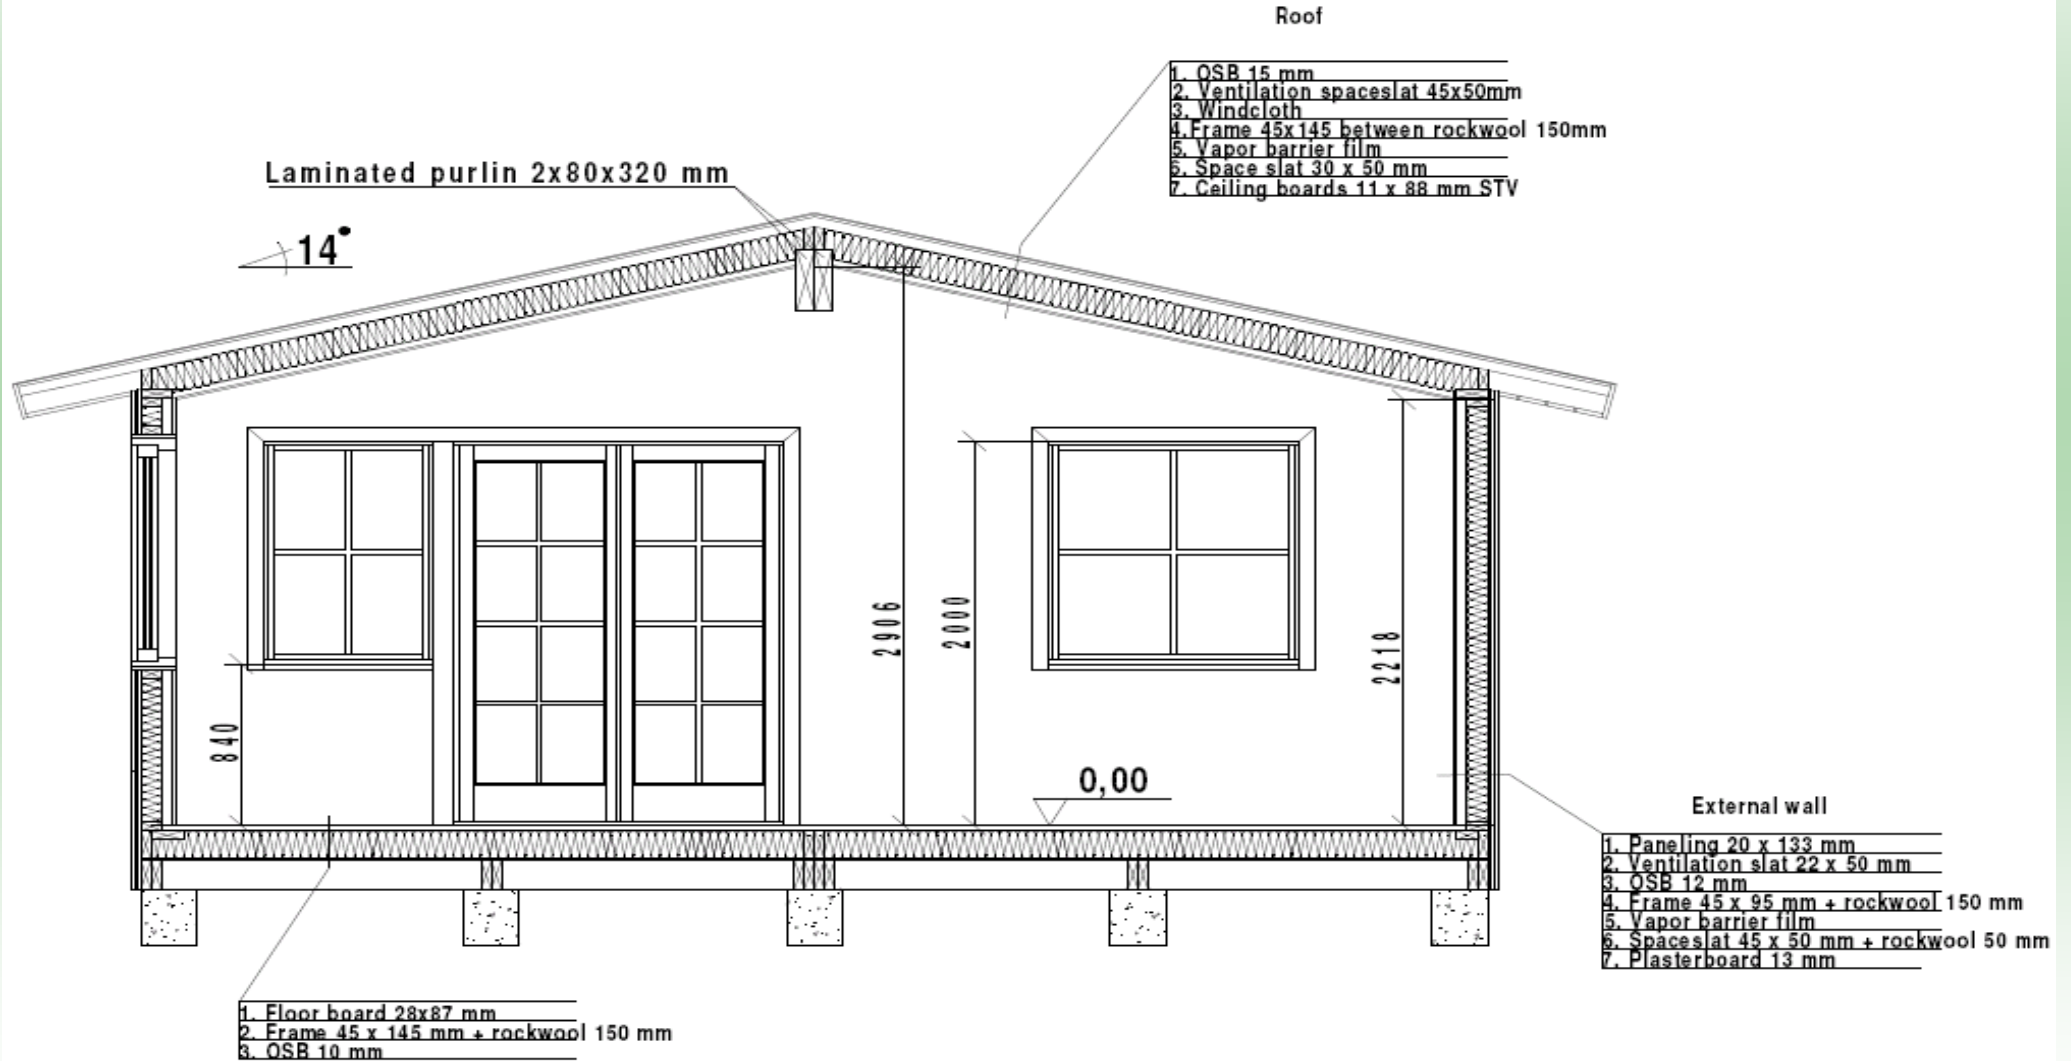 Roof
1. OSB 15 mm
2. Ventilation spaceslat 45x50mm
3. Windcloth
4.Frame 45x145 between rockwool 150mm
5. Vapor barrier film
6. Space slat 30 x 50 mm
7. Ceiling boards 11 x 88 mm STV
Laminated purlin 2x80x320 mm
14°
2906
2000
2218
840
0,00
External wall
1. Paneling 20 x 133 mm
2. Ventilation slat 22 x 50 mm
3. OSB 12 mm
4. Frame 45 x 95 mm + rockwool 150 mm
5. Vapor barrier film
6. Spaceslat 45 x 50 mm + rockwool 50 mm
7. Plasterboard 13 mm
1. Floor board 28x87 mm
2. Frame 45 x 145 mm + rockwool 150 mm
3. OSB 10 mm